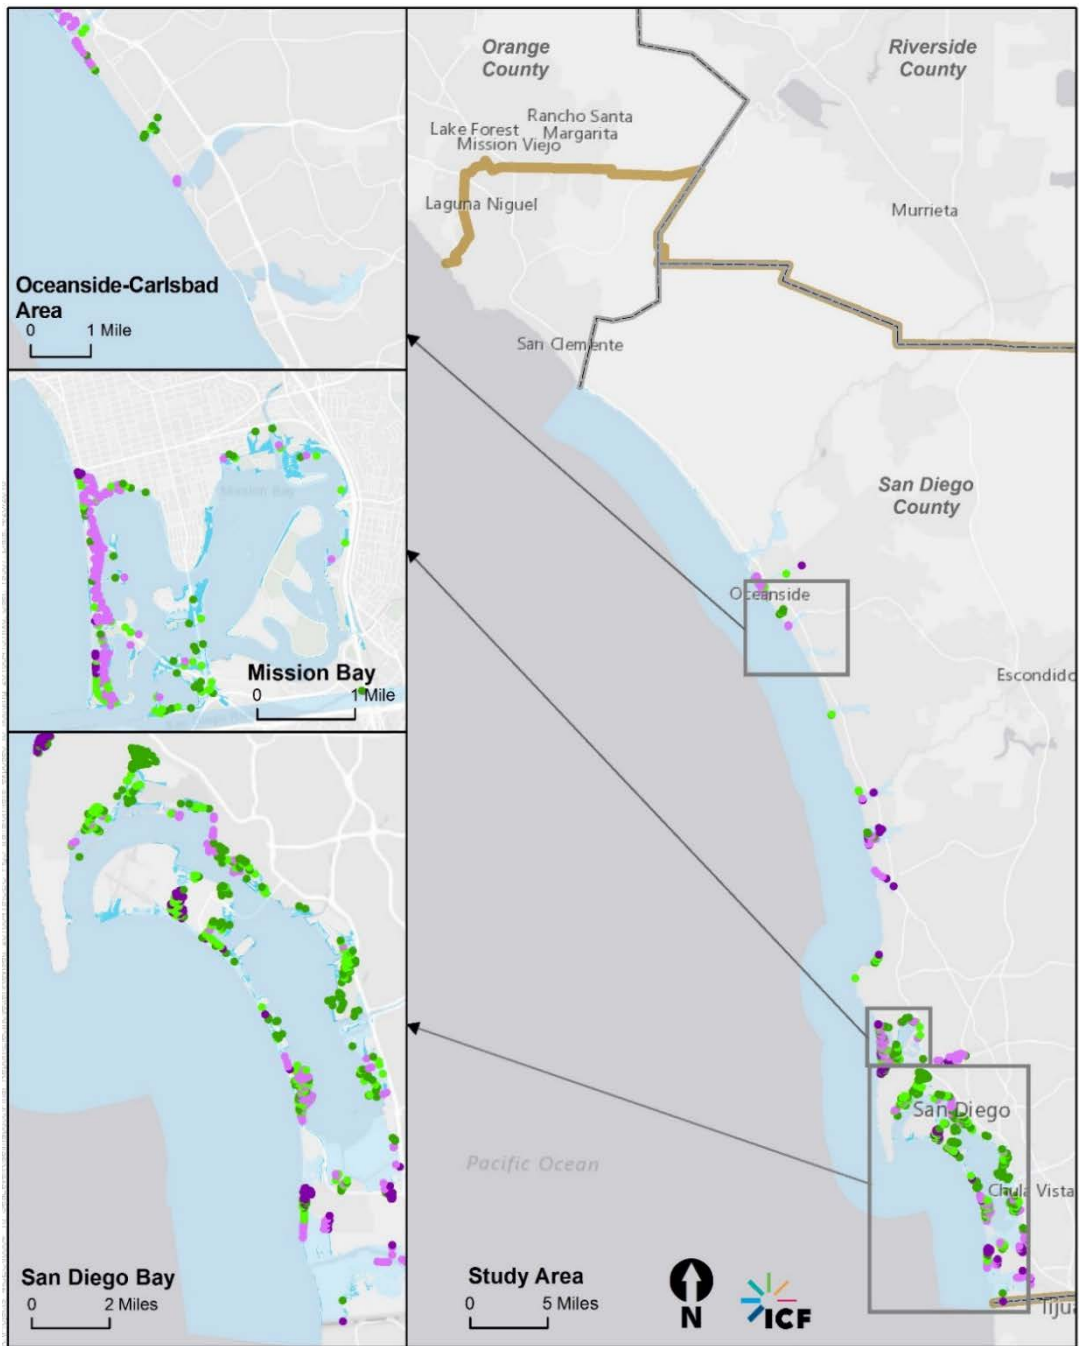 Orange
County
Riverside
County
Rancho Santa
Margarita
Lake Forest
Mission Viejo
Laguna Niguel
Murrieta
San Clemente
San Diego
County
Oceanside
Escondido
San Diego
Chula Vista
Pacific Ocean
Study Area
0 5 Miles
N
ICF
Oceanside-Carlsbad
Area
0 1 Mile
Mission Bay
Mission Bay
0 1 Mile
San Diego Bay
0 2 Miles